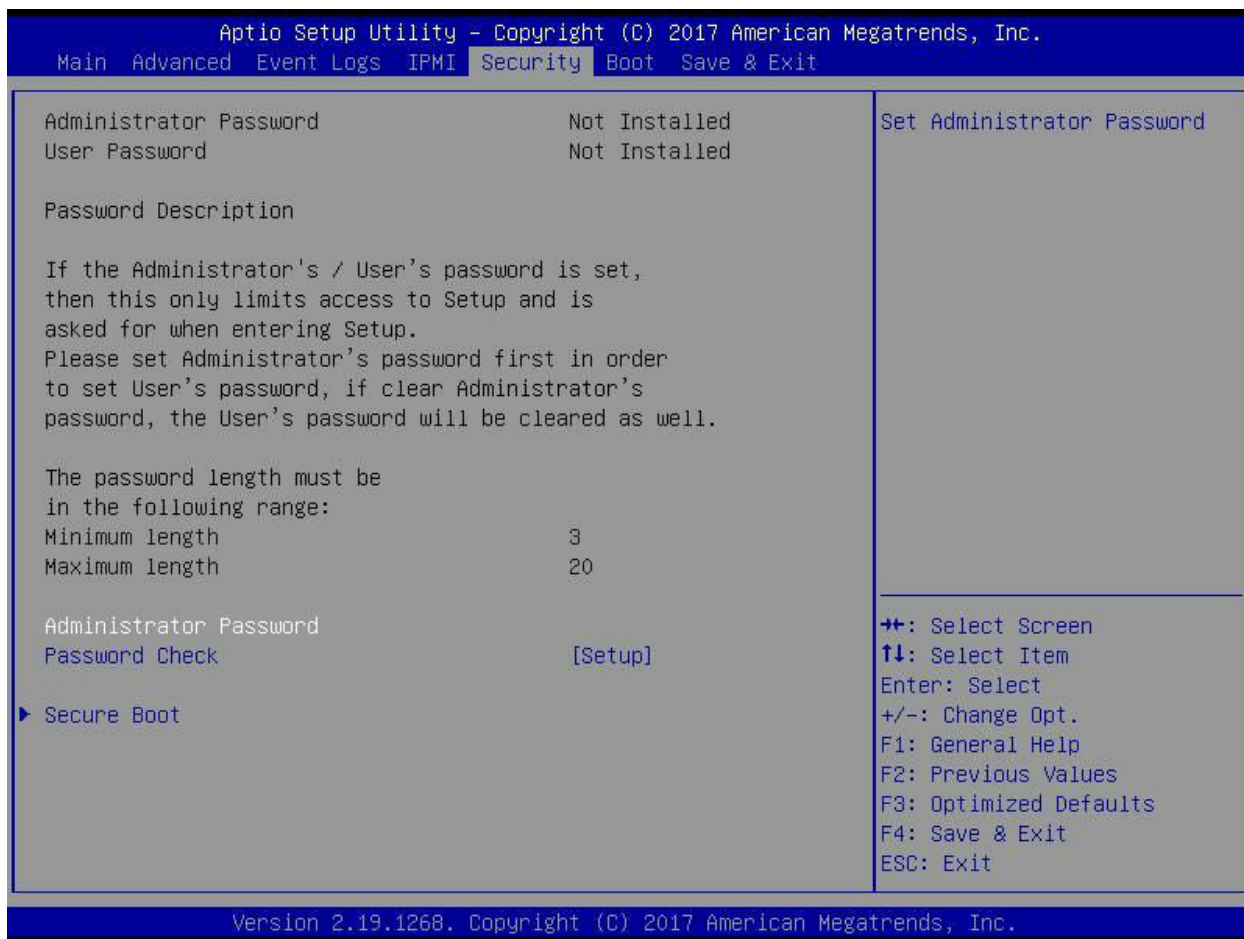 Aptio Setup Utility – Copyright (C) 2017 American Megatrends, Inc.
Main Advanced Event Logs IPMI Security Boot Save & Exit
Administrator Password Not Installed
User Password Not Installed
Password Description
If the Administrator's / User's password is set,
then this only limits access to Setup and is
asked for when entering Setup.
Please set Administrator's password first in order
to set User's password, if clear Administrator's
password, the User's password will be cleared as well.
The password length must be
in the following range:
Minimum length 3
Maximum length 20
Administrator Password
Password Check [Setup]
Secure Boot
Set Administrator Password
→←: Select Screen
↑↓: Select Item
Enter: Select
+/-: Change Opt.
F1: General Help
F2: Previous Values
F3: Optimized Defaults
F4: Save & Exit
ESC: Exit
Version 2.19.1268. Copyright (C) 2017 American Megatrends, Inc.